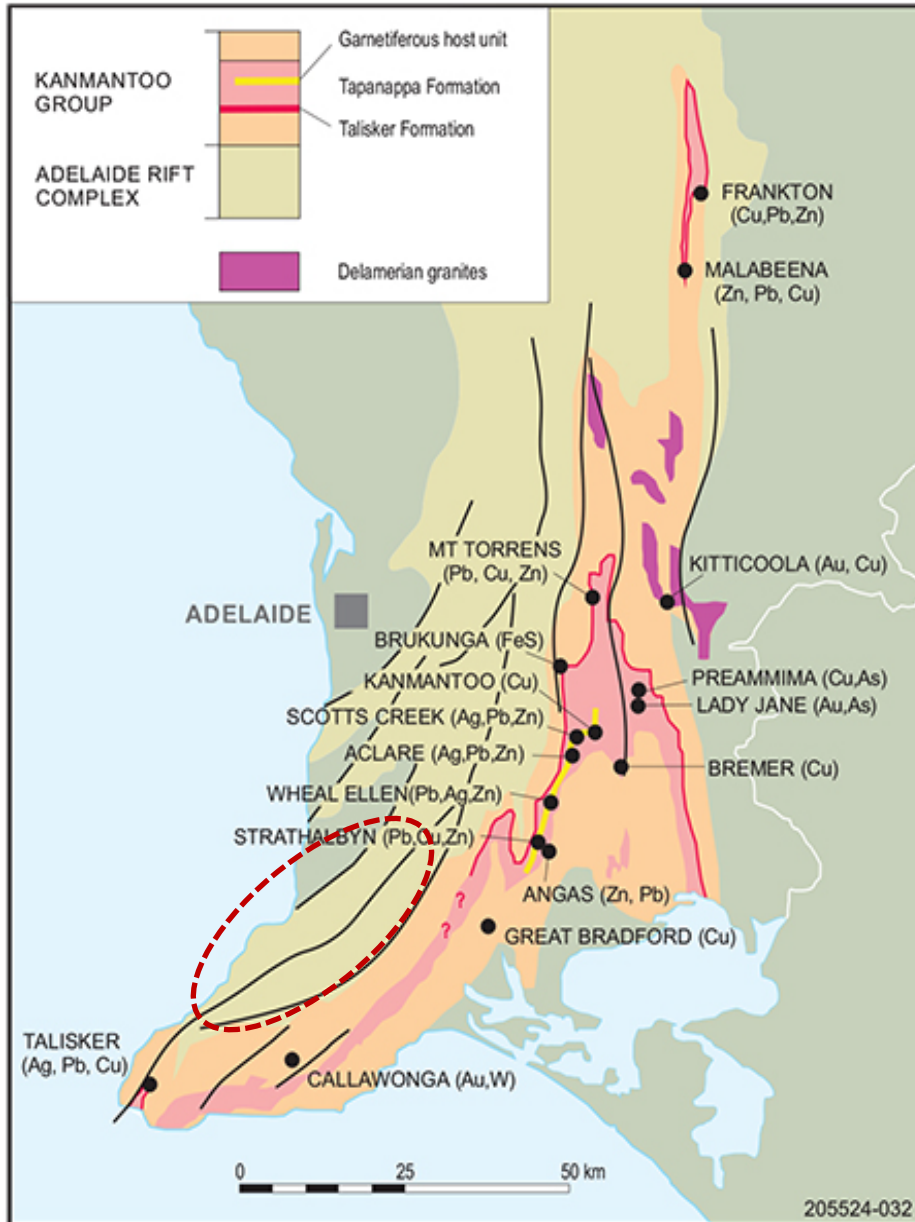 KANMANTOO
GROUP
Garnetiferous host unit
Tapanappa Formation
Talisker Formation
ADELAIDE RIFT
COMPLEX
Delamerian granites
FRANKTON
(Cu,Pb,Zn)
MALABEENA
(Zn, Pb, Cu)
MT TORRENS
(Pb, Cu, Zn)
KITTICOOLA (Au, Cu)
ADELAIDE
BRUKUNGA (FeS)
KANMANTOO (Cu)
PREAMMIMA (Cu,As)
SCOTTS CREEK (Ag,Pb,Zn)
LADY JANE (Au,As)
ACLARE (Ag,Pb,Zn)
BREMER (Cu)
WHEAL ELLEN(Pb,Ag,Zn)
STRATHALBYN (Pb,Cu,Zn)
ANGAS (Zn, Pb)
?
?
GREAT BRADFORD (Cu)
TALISKER
(Ag, Pb, Cu)
CALLAWONGA (Au,W)
0 25 50 km
205524-032